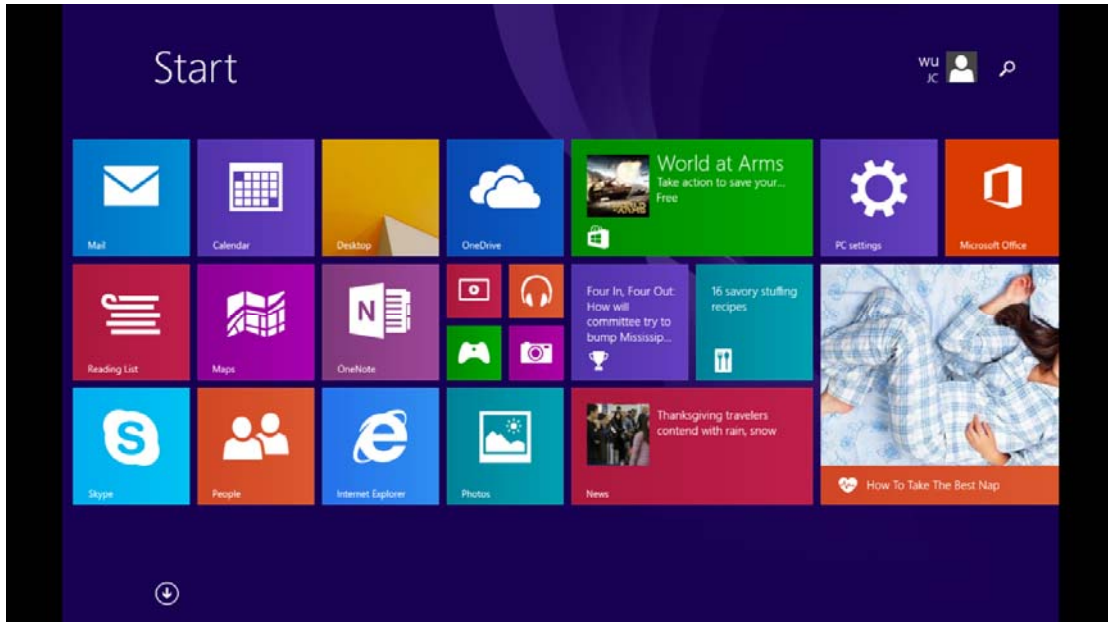 Start
wu
JC
World at Arms
Take action to save your...
Free
Mail
Calendar
Desktop
OneDrive
PC settings
Microsoft Office
Four In, Four Out:
How will
committee try to
bump Mississip...
16 savory stuffing
recipes
Reading List
Maps
N
OneNote
Thanksgiving travelers
contend with rain, snow
S
Skype
People
Internet Explorer
Photos
News
How To Take The Best Nap